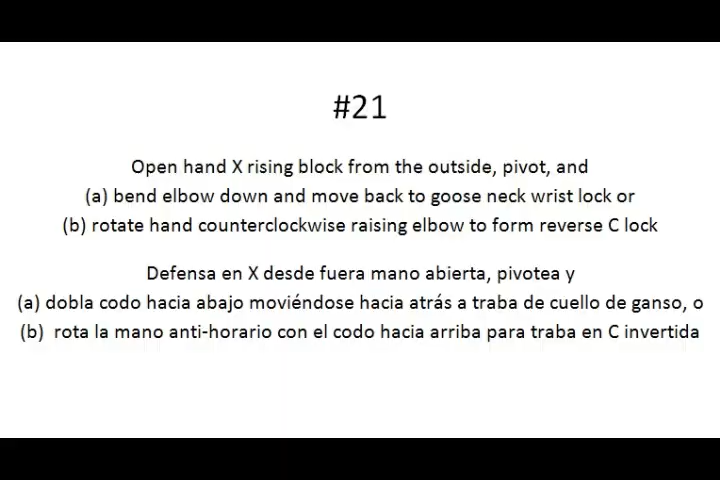 #21
Open hand X rising block from the outside, pivot, and
(a) bend elbow down and move back to goose neck wrist lock or
(b) rotate hand counterclockwise raising elbow to form reverse C lock
Defensa en X desde fuera mano abierta, pivotea y
(a) dobla codo hacia abajo moviéndose hacia atrás a traba de cuello de ganso, o
(b) rota la mano anti-horario con el codo hacia arriba para traba en C invertida